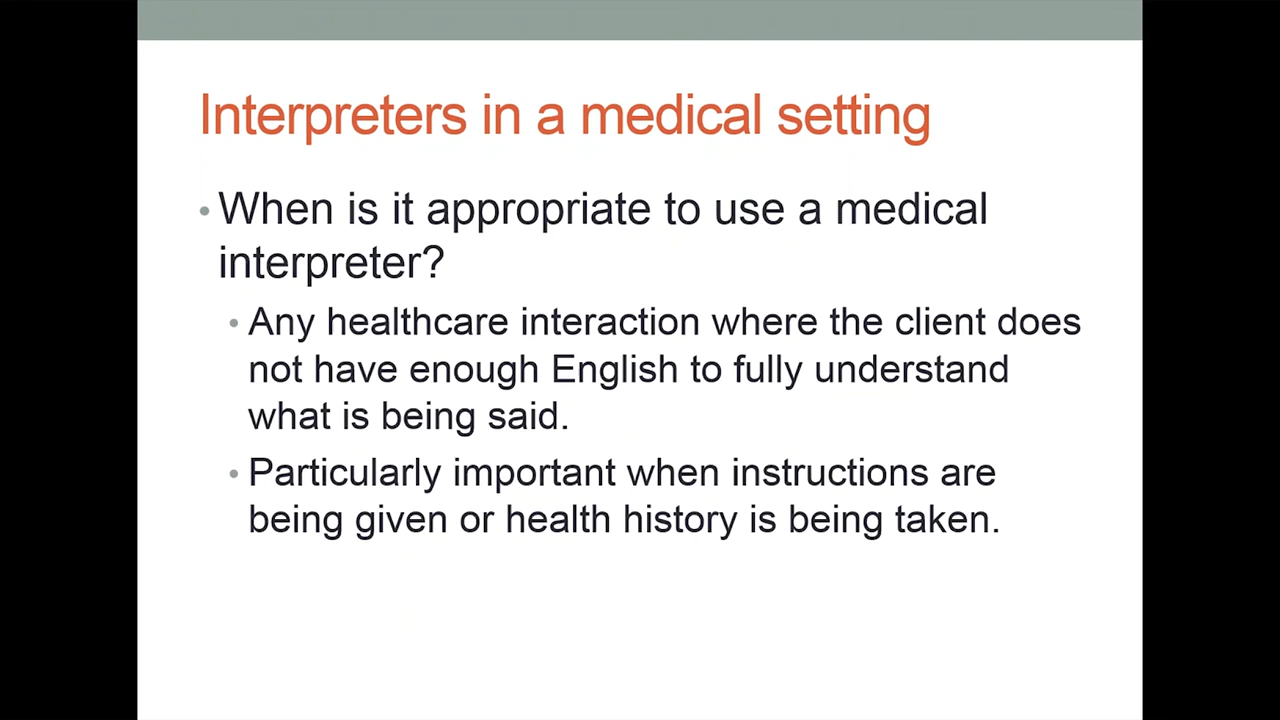 Interpreters in a medical setting
• When is it appropriate to use a medical
interpreter?
• Any healthcare interaction where the client does
not have enough English to fully understand
what is being said.
• Particularly important when instructions are
being given or health history is being taken.